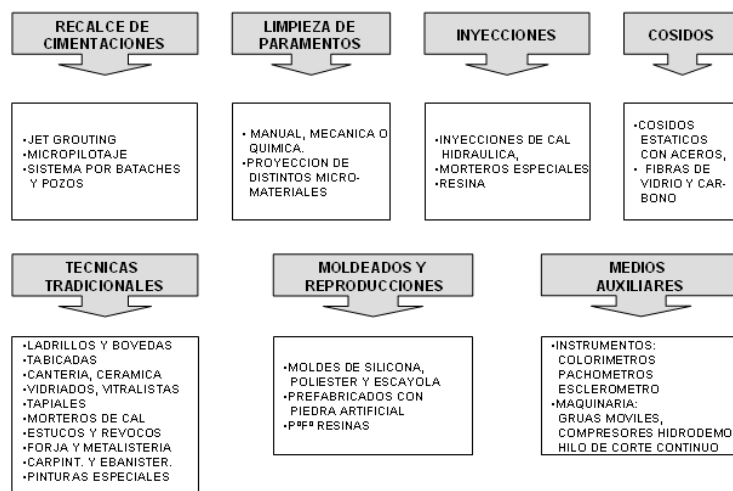 RECALCE DE
CIMENTACIONES
LIMPIEZA DE
PARAMENTOS
INYECCIONES
COSIDOS
•JET GROUTING
•MICROPILOTAJE
•SISTEMA POR BATACHES
Y POZOS
• MANUAL, MECANICA O
QUIMICA.
•PROYECCION DE
DISTINTOS MICRO-
MATERIALES
•INYECCIONES DE CAL
HIDRAULICA,
•MORTEROS ESPECIALES
•RESINA
•COSIDOS
ESTATICOS
CON ACEROS,
• FIBRAS DE
VIDRIO Y CAR-
BONO
TECNICAS
TRADICIONALES
MOLDEADOS Y
REPRODUCCIONES
MEDIOS
AUXILIARES
•LADRILLOS Y BOVEDAS
•TABICADAS
•CANTERIA, CERAMICA
•VIDRIADOS, VITRALISTAS
•TAPIALES
•MORTEROS DE CAL
•ESTUCOS Y REVOCOS
•FORJA Y METALISTERIA
•CARPINT. Y EBANISTER.
•PINTURAS ESPECIALES
•MOLDES DE SILICONA,
POLIESTER Y ESCAYOLA
•PREFABRICADOS CON
PIEDRA ARTIFICIAL
•PªFª RESINAS
•INSTRUMENTOS:
COLORIMETROS
PACHOMETROS
ESCLEROMETRO
•MAQUINARIA:
GRUAS MOVILES,
COMPRESORES HIDRODEMO
HILO DE CORTE CONTINUO